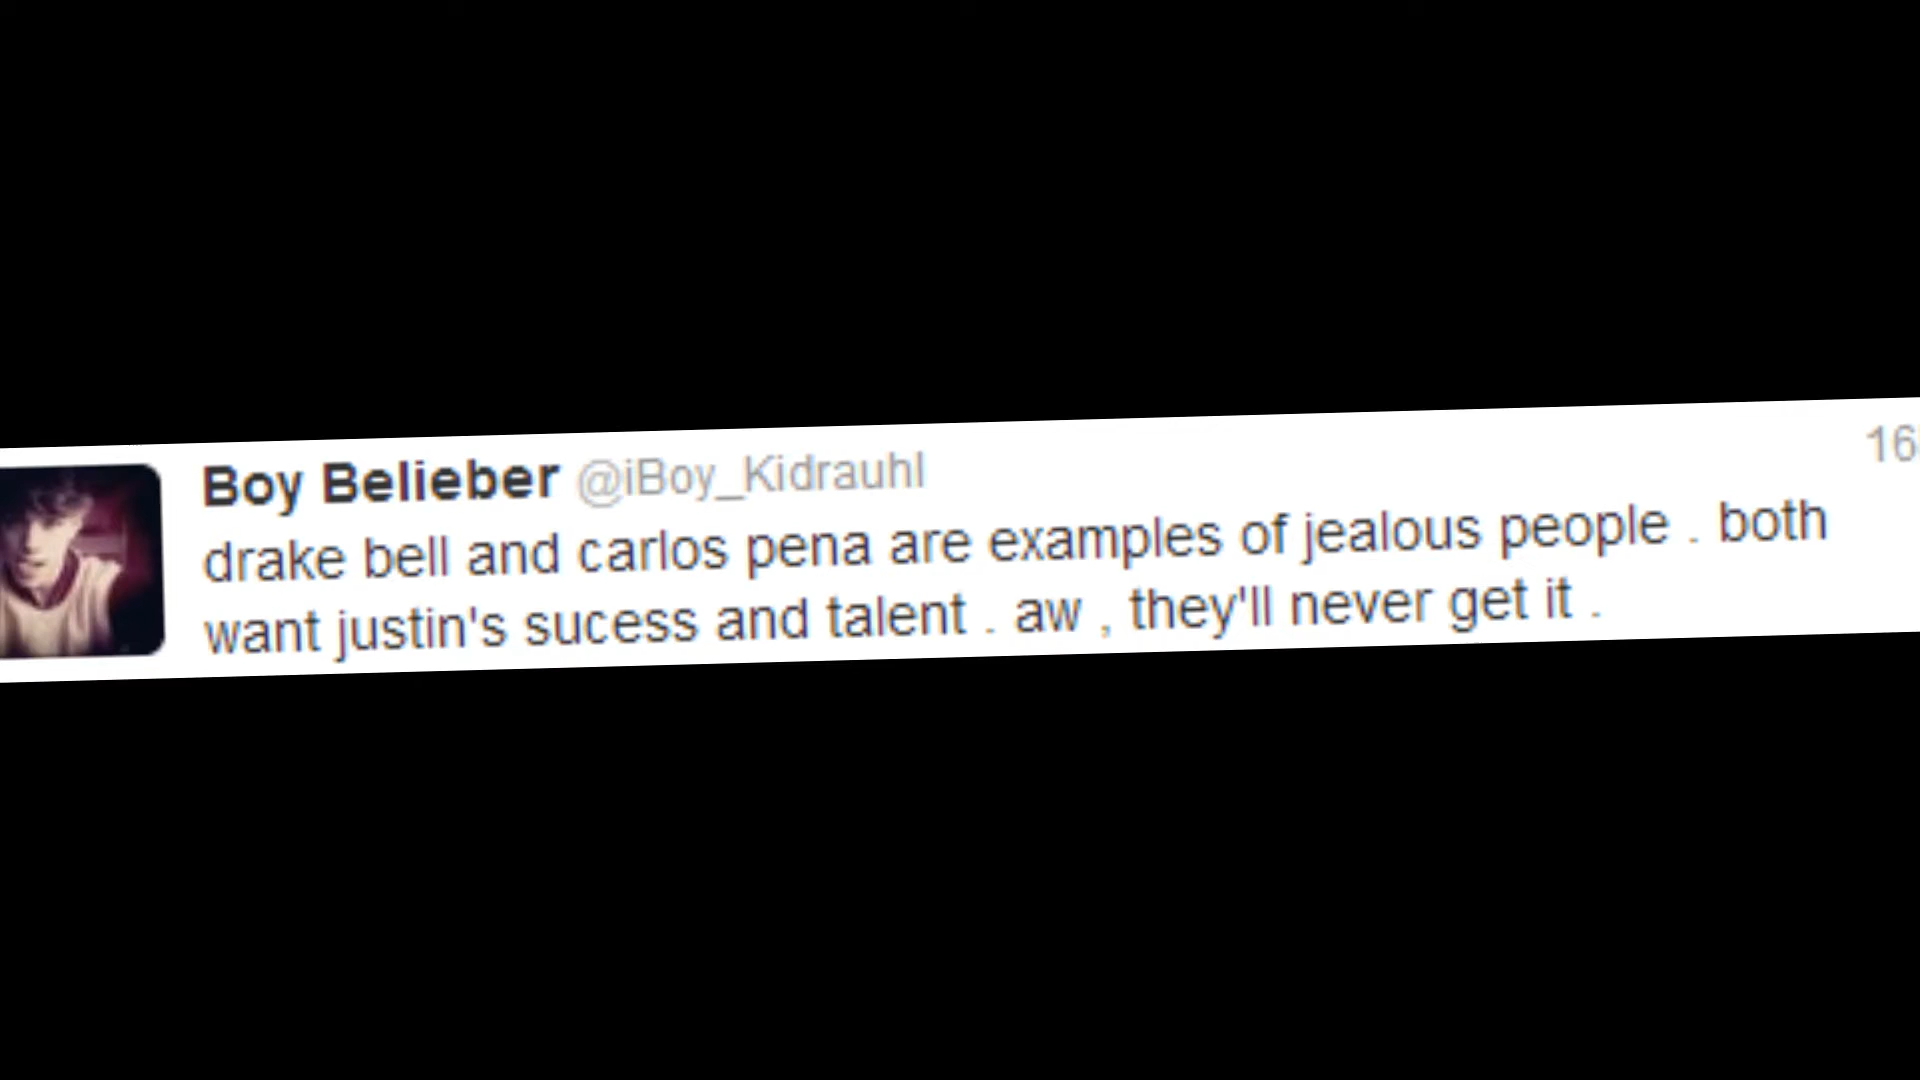 Boy Belieber @iBoy_Kidrauhl 16
drake bell and carlos pena are examples of jealous people . both
want justin's sucess and talent . aw , they'll never get it .